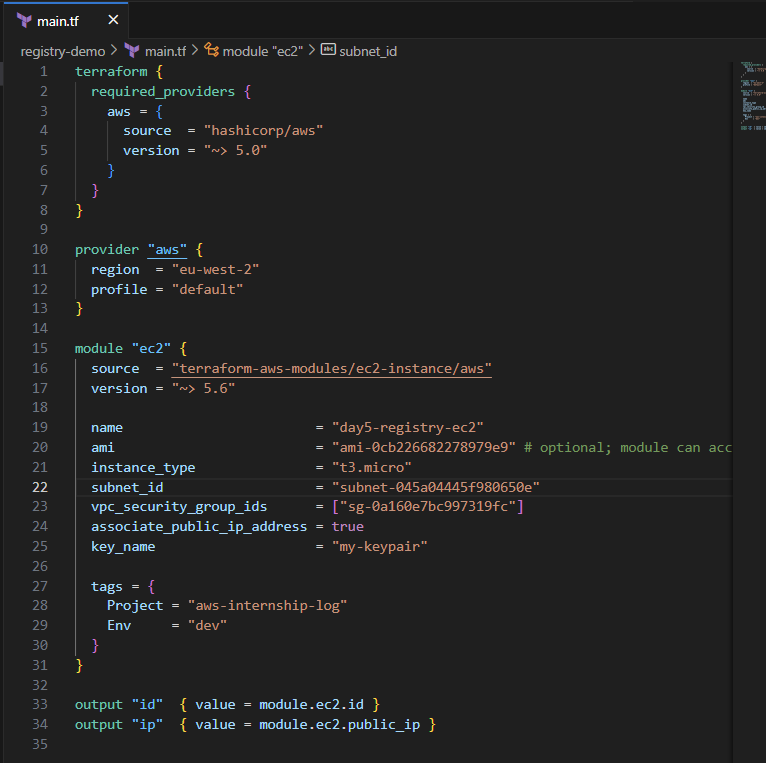 main.tf
registry-demo > main.tf > module "ec2" > subnet_id
1 terraform {
2   required_providers {
3     aws = {
4       source  = "hashicorp/aws"
5       version = "~> 5.0"
6     }
7   }
8 }
9
10 provider "aws" {
11   region  = "eu-west-2"
12   profile = "default"
13 }
14
15 module "ec2" {
16   source  = "terraform-aws-modules/ec2-instance/aws"
17   version = "~> 5.6"
18
19   name                        = "day5-registry-ec2"
20   ami                         = "ami-0cb226682278979e9" # optional; module can acc
21   instance_type               = "t3.micro"
22   subnet_id                   = "subnet-045a04445f980650e"
23   vpc_security_group_ids      = ["sg-0a160e7bc997319fc"]
24   associate_public_ip_address = true
25   key_name                    = "my-keypair"
26
27   tags = {
28     Project = "aws-internship-log"
29     Env     = "dev"
30   }
31 }
32
33 output "id"  { value = module.ec2.id }
34 output "ip"  { value = module.ec2.public_ip }
35